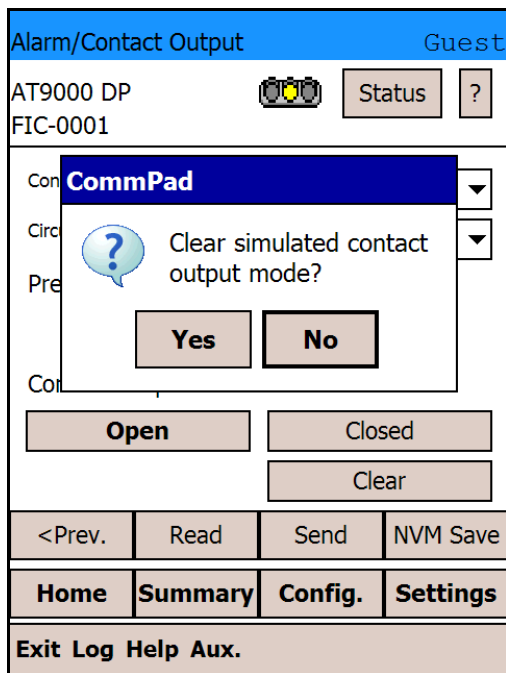 Alarm/Contact Output Guest
AT9000 DP
Status ?
FIC-0001
CommPad
Clear simulated contact
output mode?
Yes No
Open Closed
Clear
<Prev. Read Send NVM Save
Home Summary Config. Settings
Exit Log Help Aux.